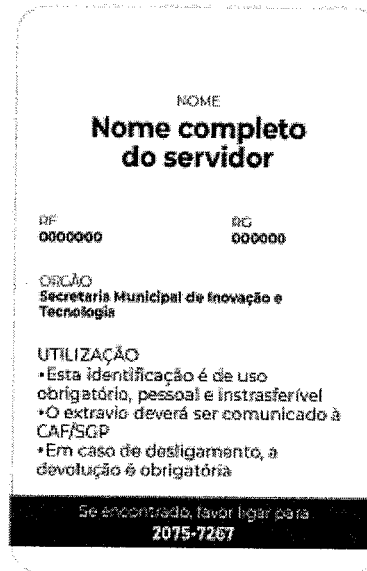 NOME
Nome completo
do servidor
RF
0000000
RG
000000
ORGÃO
Secretaria Municipal de Inovação e
Tecnologia
UTILIZAÇÃO
•Esta identificação é de uso
obrigatório, pessoal e instrasferível
•O extravio deverá ser comunicado à
CAF/SGP
•Em caso de desligamento, a
devolução é obrigatória
Se encontrado, favor ligar para
2075-7267